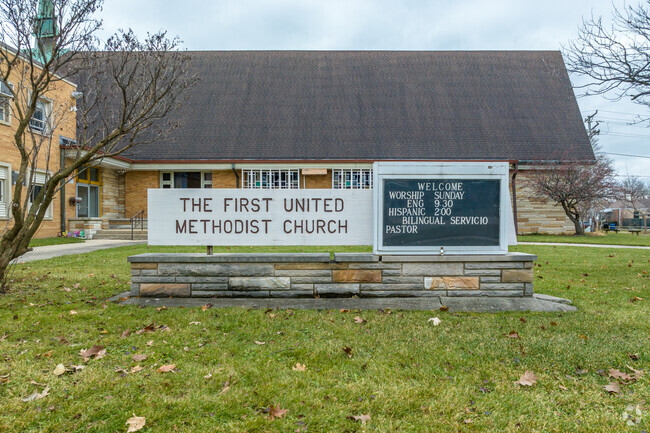 THE FIRST UNITED
METHODIST CHURCH
WELCOME
WORSHIP SUNDAY
ENG 9.30
HISPANIC 2:00
BILINGUAL SERVICIO
PASTOR